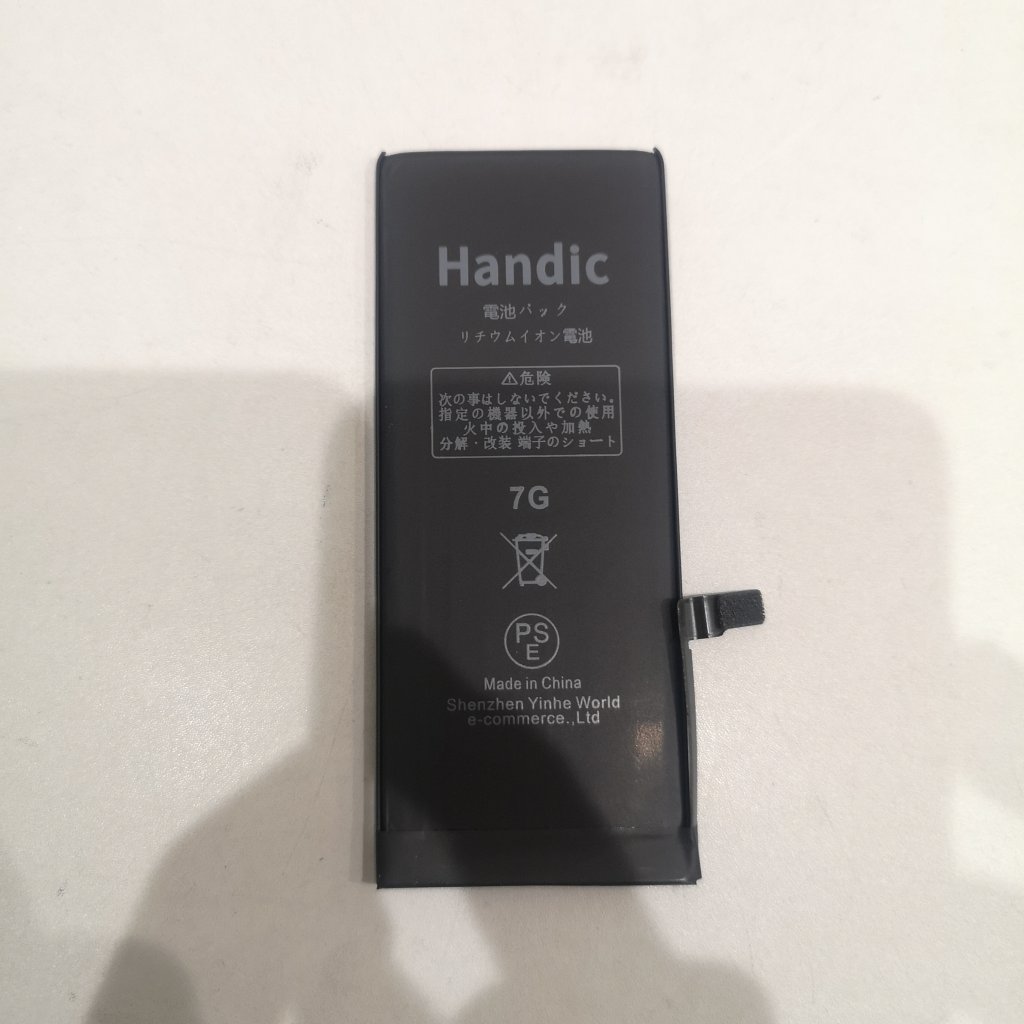 Handic
電池パック
リチウムイオン電池
⚠危険
次の事はしないでください。
指定の機器以外での使用
火中の投入や加熱
分解・改装 端子のショート
7G
PS
E
Made in China
Shenzhen Yinhe World
e-commerce.,Ltd